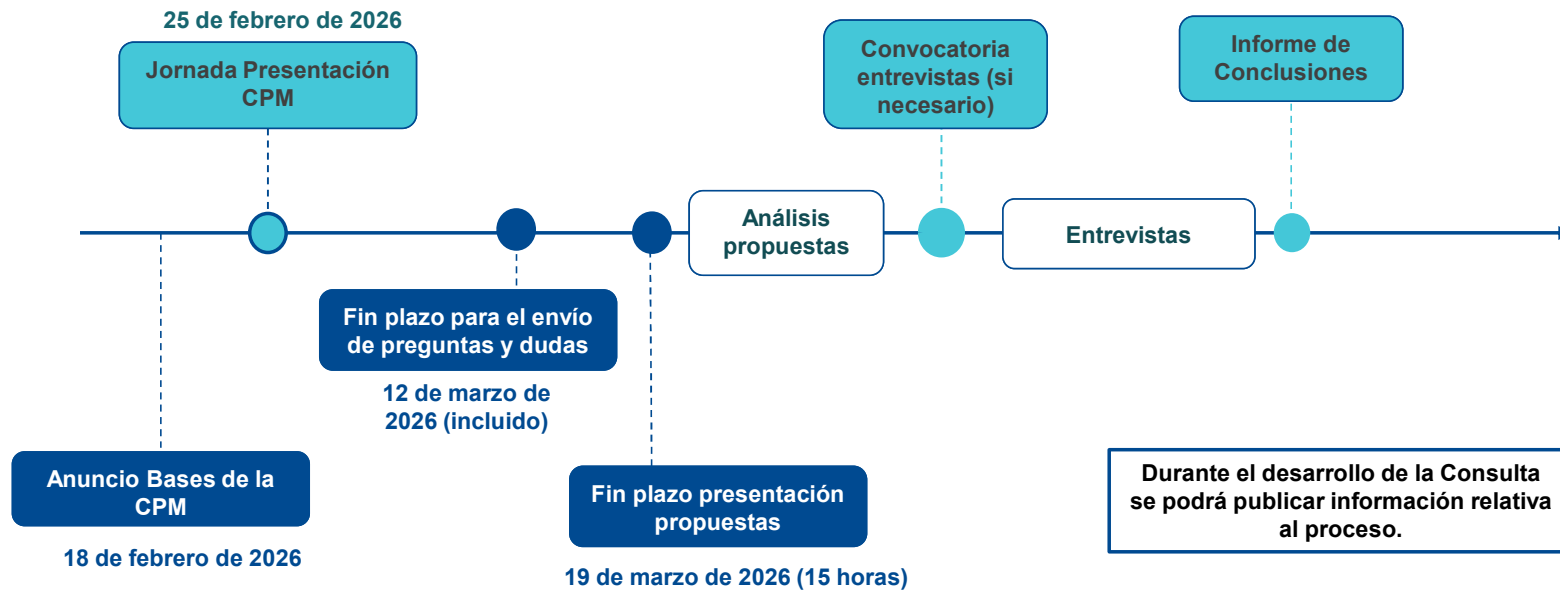 25 de febrero de 2026
Jornada Presentación
CPM
Convocatoria
entrevistas (si
necesario)
Informe de
Conclusiones
Análisis
propuestas
Entrevistas
Fin plazo para el envío
de preguntas y dudas
12 de marzo de
2026 (incluido)
Anuncio Bases de la
CPM
18 de febrero de 2026
Fin plazo presentación
propuestas
19 de marzo de 2026 (15 horas)
Durante el desarrollo de la Consulta
se podrá publicar información relativa
al proceso.